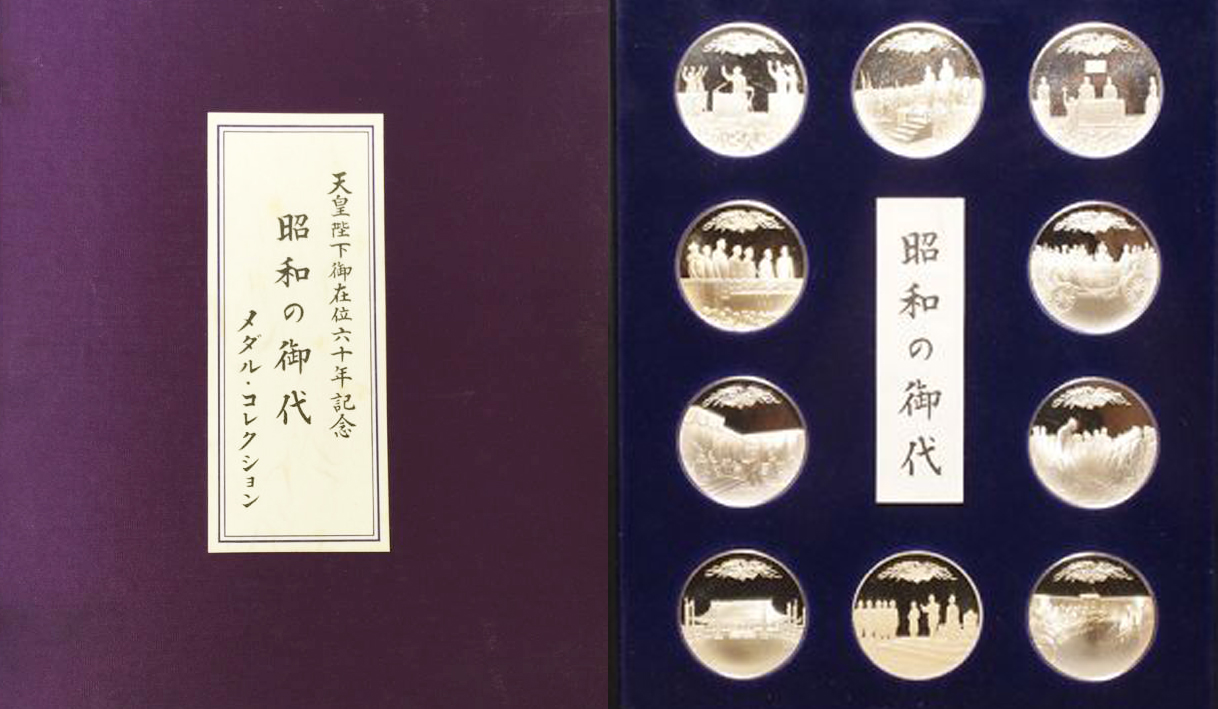 天皇陛下御在位六十年記念
昭和の御代
メダル・コレクション
昭和の御代